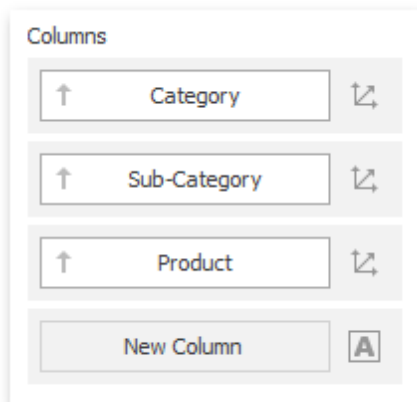 Columns
Category
Sub-Category
Product
New Column A